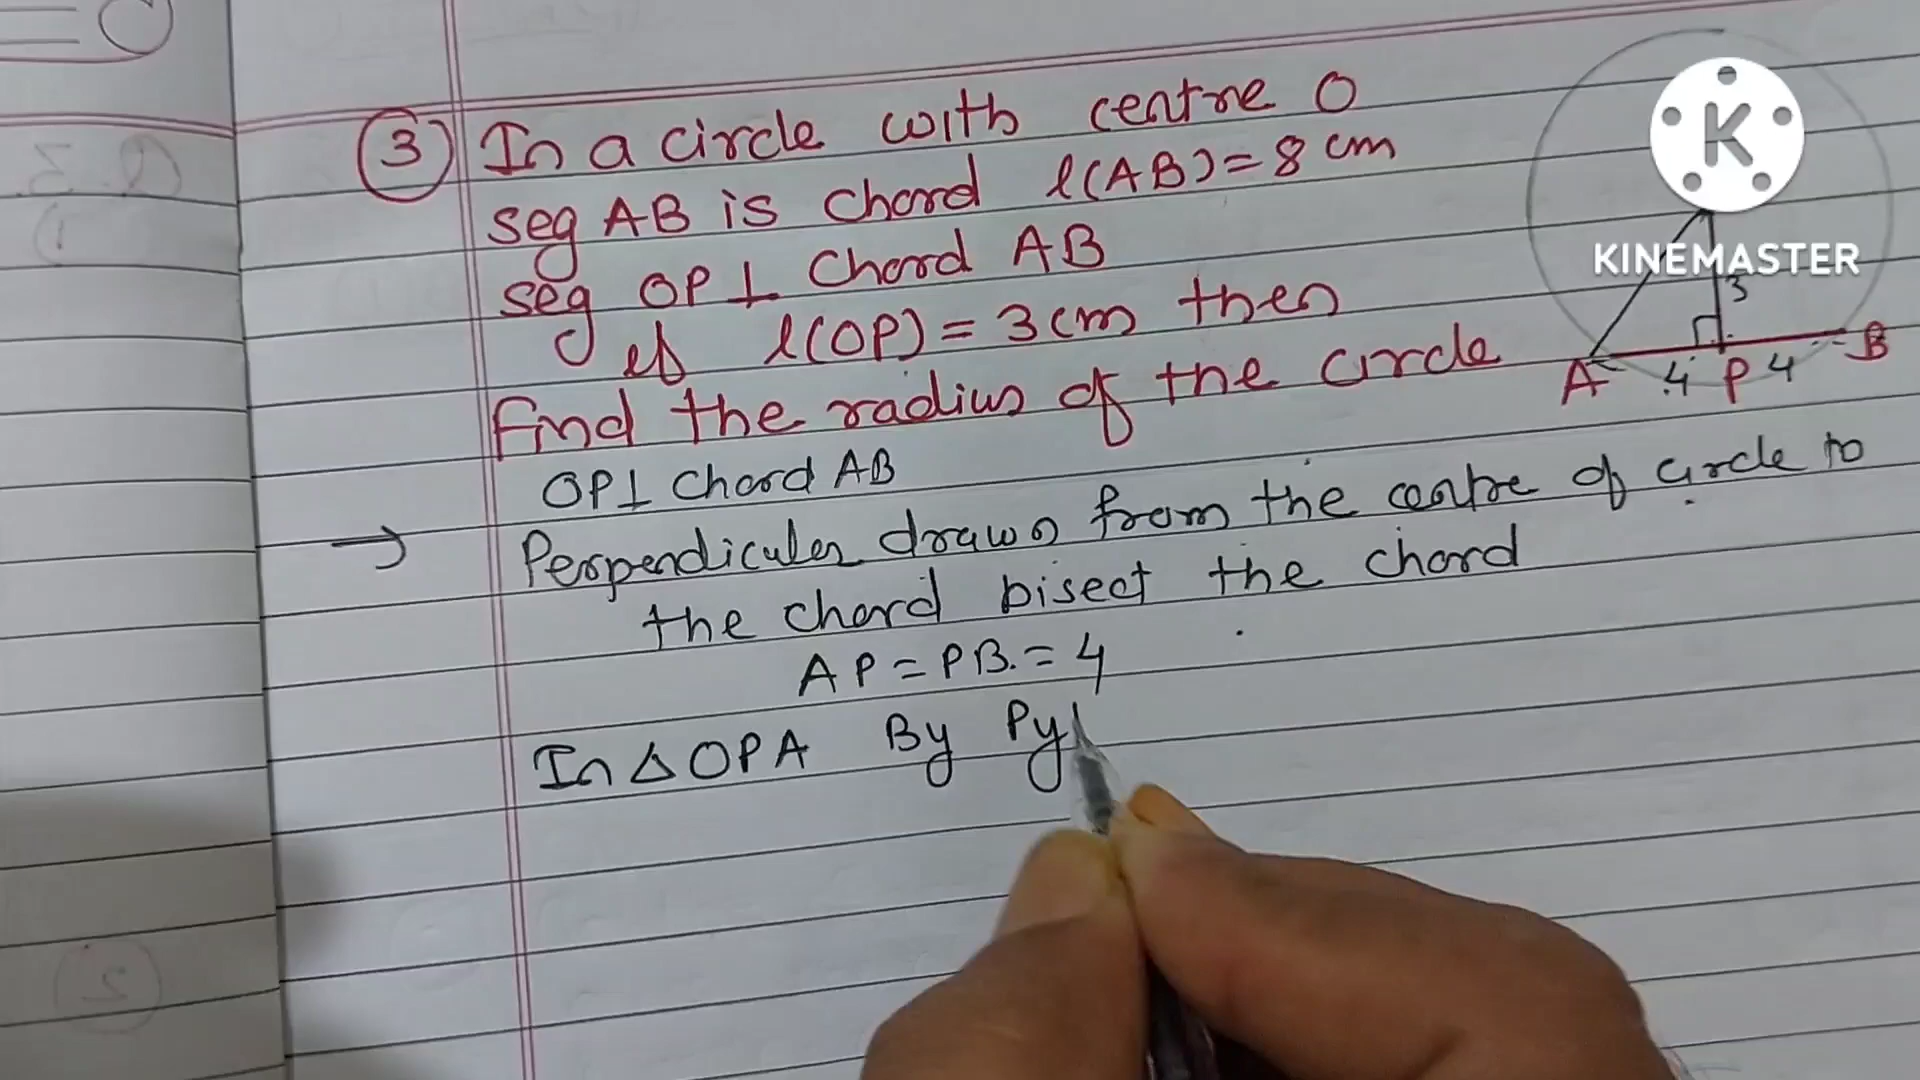 3 In a circle with centre O
seg AB is chord l(AB)=8 cm
seg OP⊥ chord AB
if l(OP) = 3cm then
find the radius of the circle
OP⊥ chord AB
→ Perpendicular drawn from the centre of circle to
the chord bisect the chord
AP = PB. = 4
In △ OPA By Py
K
KINEMASTER
3
A 4 P 4 B
2